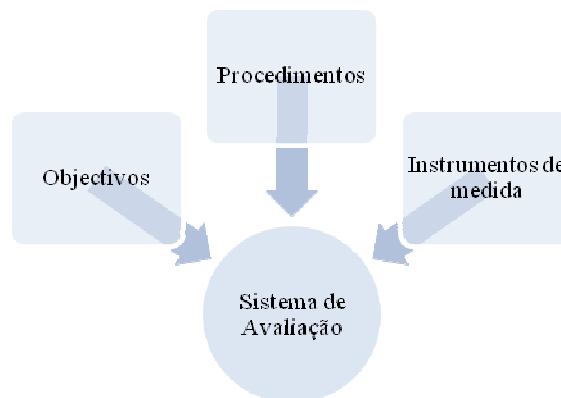 Procedimentos
Objectivos
Instrumentos de
medida
Sistema de
Avaliação